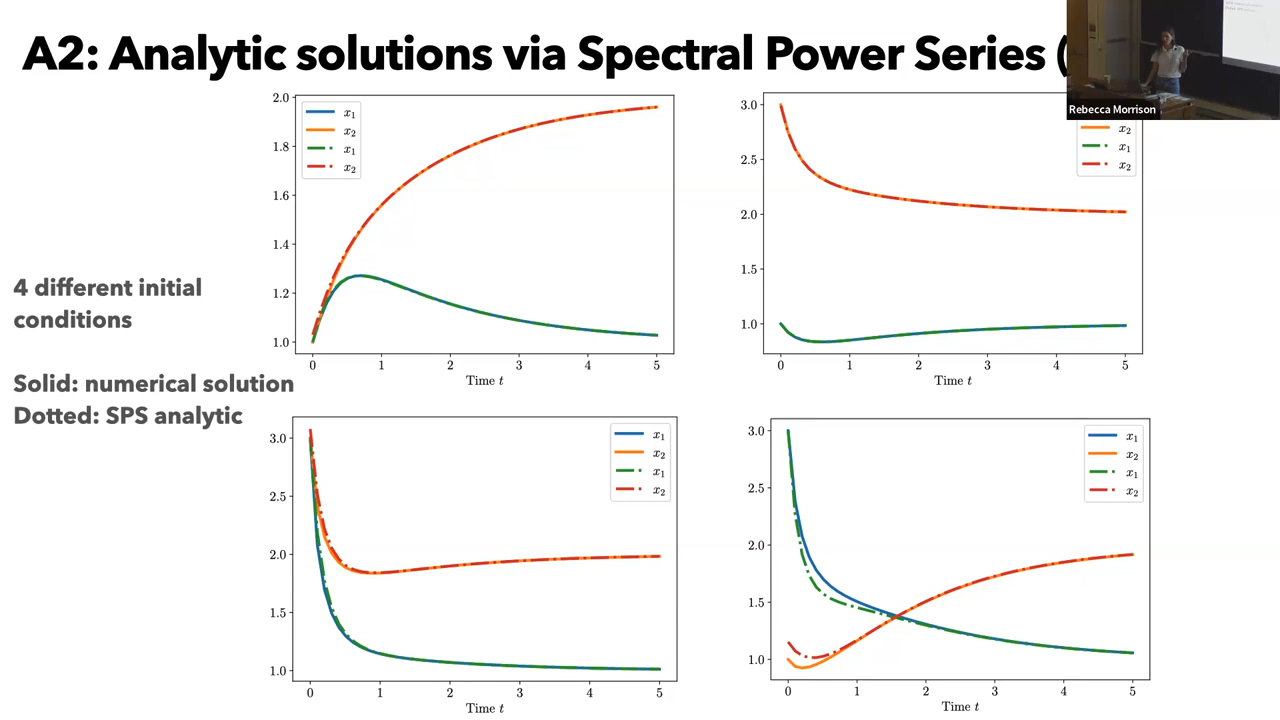 A2: Analytic solutions via Spectral Power Series (
Rebecca Morrison
4 different initial
conditions
Solid: numerical solution
Dotted: SPS analytic
2.0
1.8
1.6
1.4
1.2
1.0
x₁
x₂
x₁
x₂
0 1 2 3 4 5
Time t
3.0
2.5
2.0
1.5
1.0
x₂
x₁
x₂
0 1 2 3 4 5
Time t
3.0
2.5
2.0
1.5
1.0
x₁
x₂
x₁
x₂
0 1 2 3 4 5
Time t
3.0
2.5
2.0
1.5
1.0
x₁
x₂
x₁
x₂
0 1 2 3 4 5
Time t